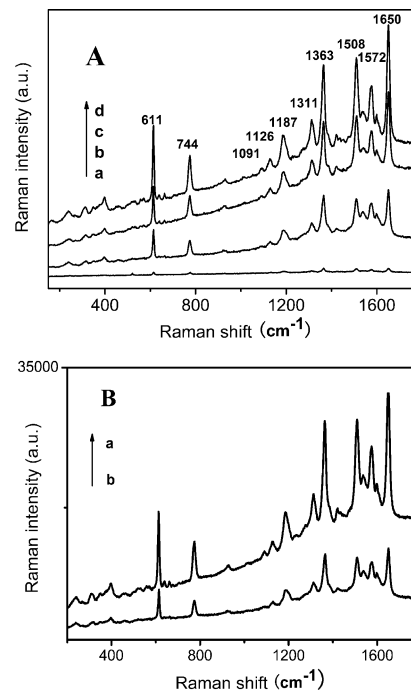 A
d
c
b
a
611
744
1091
1126
1187
1311
1363
1508
1572
1650
Raman intensity (a.u.)
400
800
1200
1600
Raman shift (cm-1)
35000
B
a
b
Raman intensity (a.u.)
400
800
1200
1600
Raman shift (cm-1)